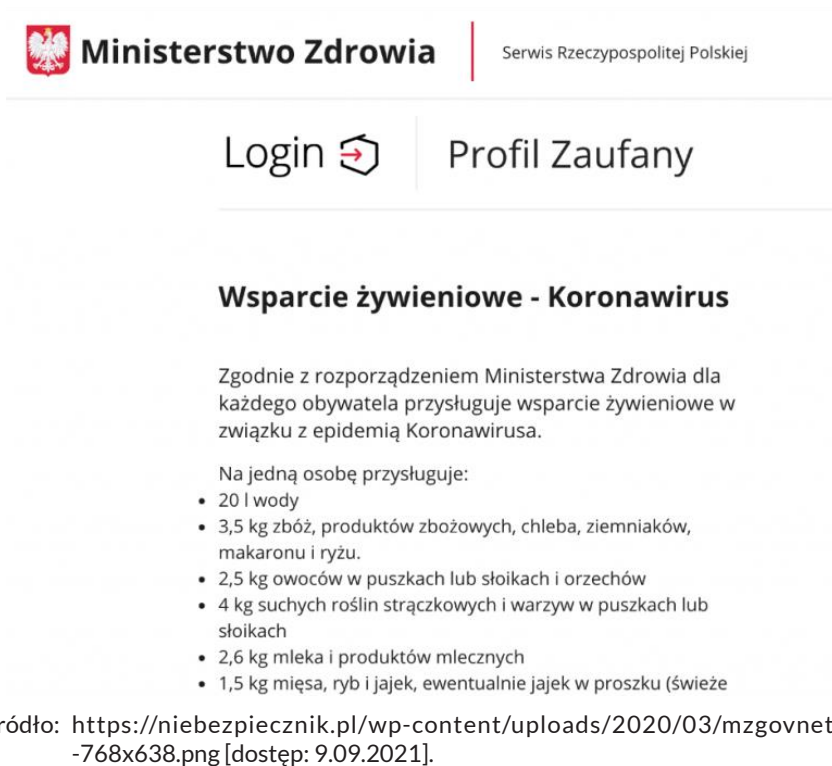 Ministerstwo Zdrowia
Serwis Rzeczypospolitej Polskiej
Login
Profil Zaufany
Wsparcie żywieniowe - Koronawirus
Zgodnie z rozporządzeniem Ministerstwa Zdrowia dla
każdego obywatela przysługuje wsparcie żywieniowe w
związku z epidemią Koronawirusa.
Na jedną osobę przysługuje:
• 20 l wody
• 3,5 kg zbóż, produktów zbożowych, chleba, ziemniaków,
makaronu i ryżu.
• 2,5 kg owoców w puszkach lub słoikach i orzechów
• 4 kg suchych roślin strączkowych i warzyw w puszkach lub
słoikach
• 2,6 kg mleka i produktów mlecznych
• 1,5 kg mięsa, ryb i jajek, ewentualnie jajek w proszku (świeże
ródło: https://niebezpiecznik.pl/wp-content/uploads/2020/03/mzgovnet
-768x638.png [dostęp: 9.09.2021].